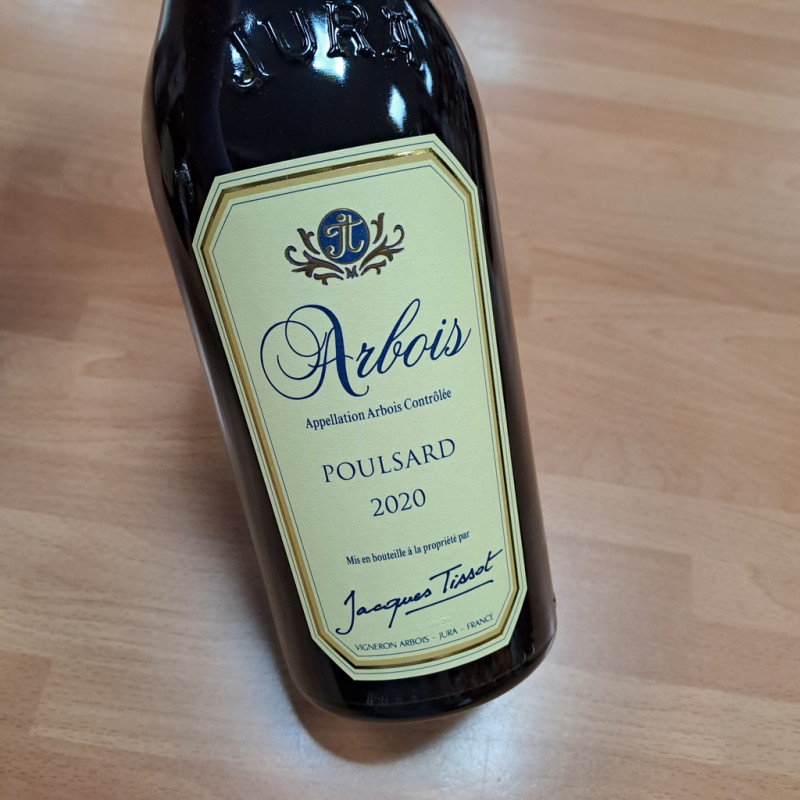 JURA
JT
Arbois
Appellation Arbois Contrôlée
POULSARD
2020
Mis en bouteille à la propriété par
Jacques Tissot
VIGNERON ARBOIS - JURA - FRANCE